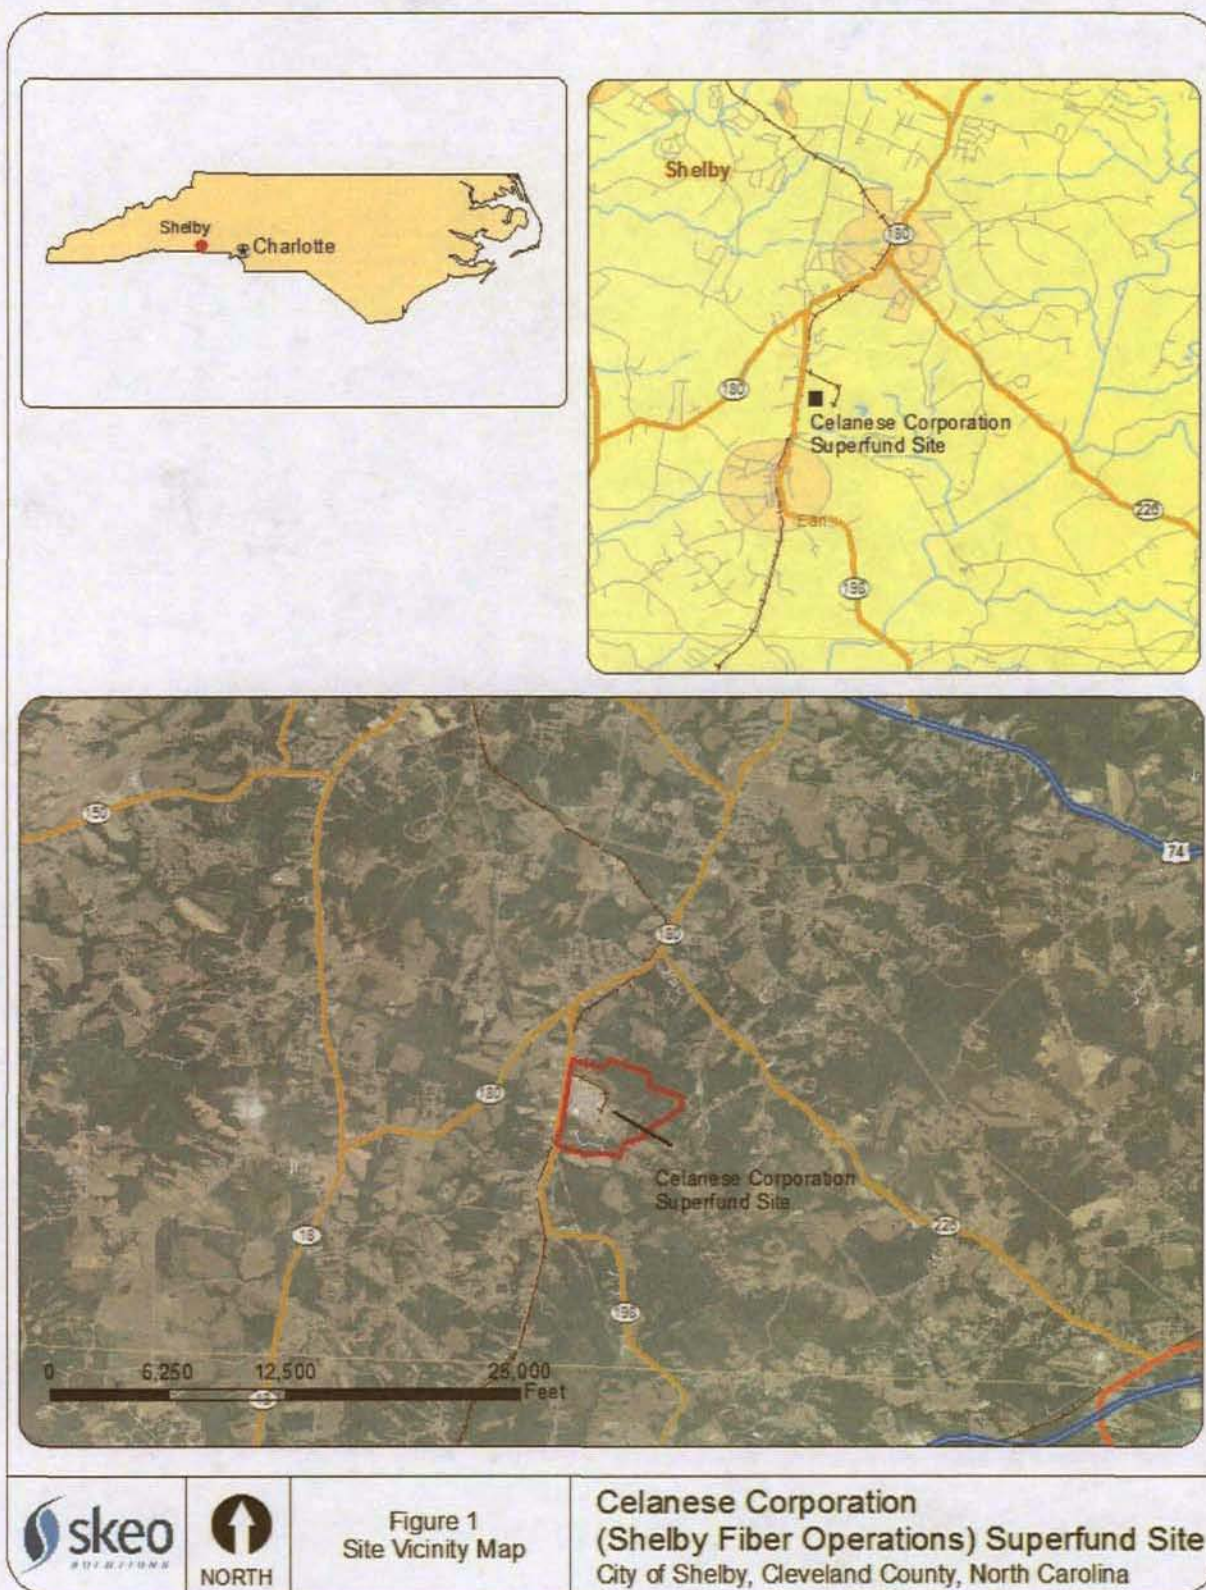 Shelby
Charlotte
Shelby
180
180
Celanese Corporation
Superfund Site
Earl
226
198
150
74
180
180
Celanese Corporation
Superfund Site
18
226
198
0 6,250 12,500 25,000
Feet
skeo
SOLUTIONS
NORTH
Figure 1
Site Vicinity Map
Celanese Corporation
(Shelby Fiber Operations) Superfund Site
City of Shelby, Cleveland County, North Carolina